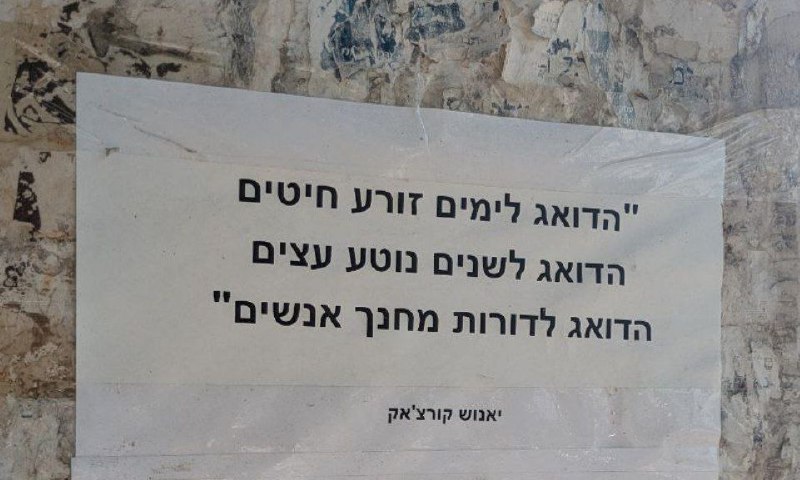 "הדואג לימים זורע חיטים
הדואג לשנים נוטע עצים
הדואג לדורות מחנך אנשים"
יאנוש קורצ'אק